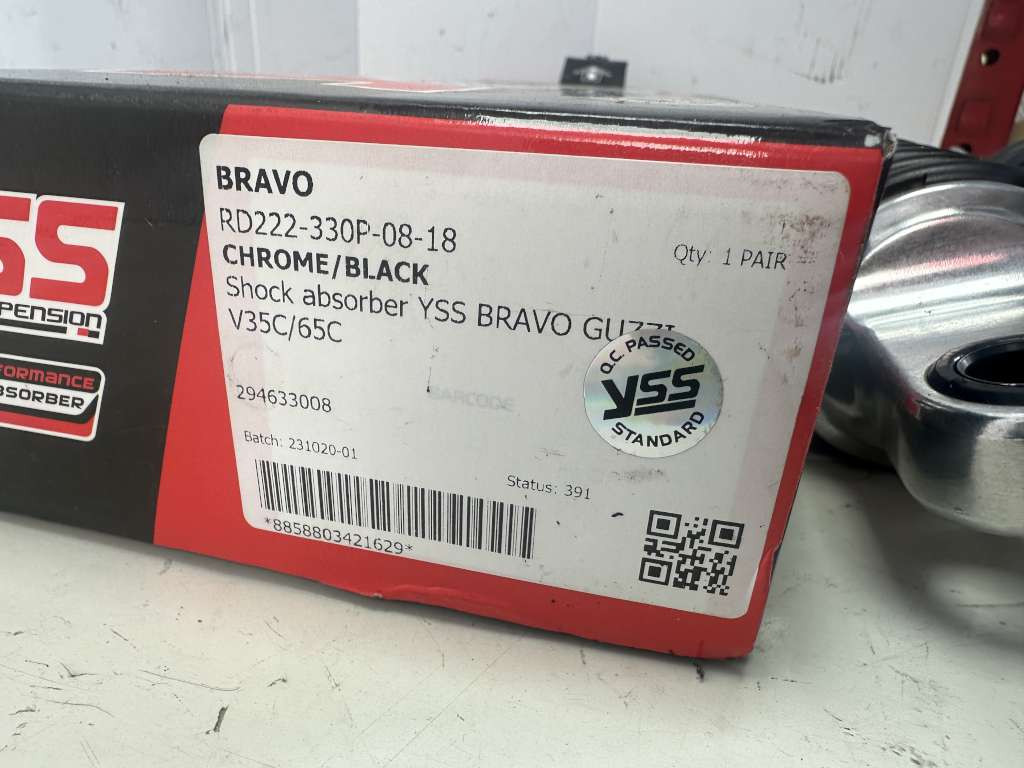 BRAVO
RD222-330P-08-18
CHROME/BLACK
Qty: 1 PAIR
Shock absorber YSS BRAVO GUZZI
V35C/65C
294633008
BARCODE
Batch: 231020-01
Status: 391
*8858803421629*
Q.C. PASSED
YSS
STANDARD
SS
PENSION
FORMANCE
BSORBER